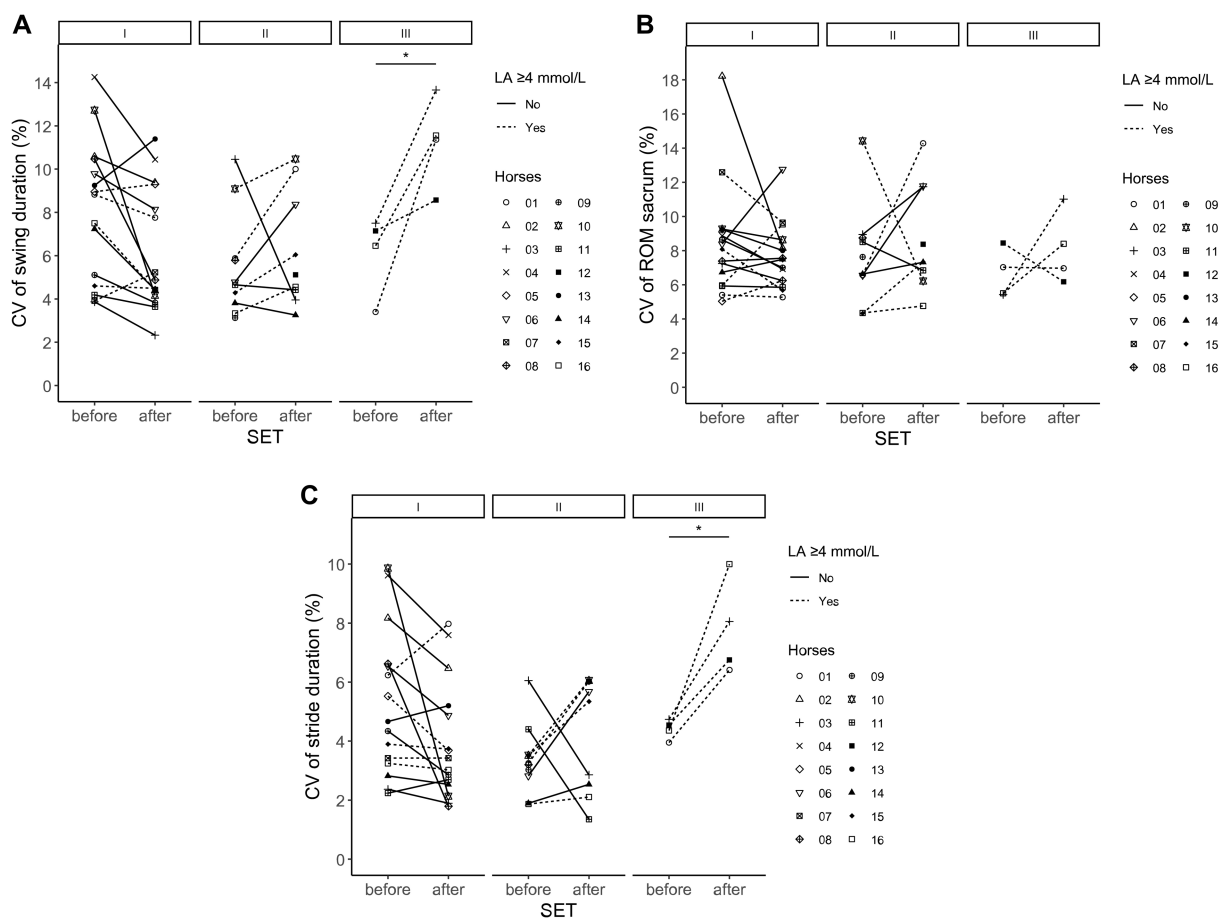 A
I II III
*
14
12
10
8
6
4
2
0
CV of swing duration (%)
before after before after before after
SET
LA ≥4 mmol/L
No
Yes
Horses
01 09
02 10
03 11
04 12
05 13
06 14
07 15
08 16
B
I II III
18
16
14
12
10
8
6
4
2
0
CV of ROM sacrum (%)
before after before after before after
SET
LA ≥4 mmol/L
No
Yes
Horses
01 09
02 10
03 11
04 12
05 13
06 14
07 15
08 16
C
I II III
*
10
8
6
4
2
0
CV of stride duration (%)
before after before after before after
SET
LA ≥4 mmol/L
No
Yes
Horses
01 09
02 10
03 11
04 12
05 13
06 14
07 15
08 16